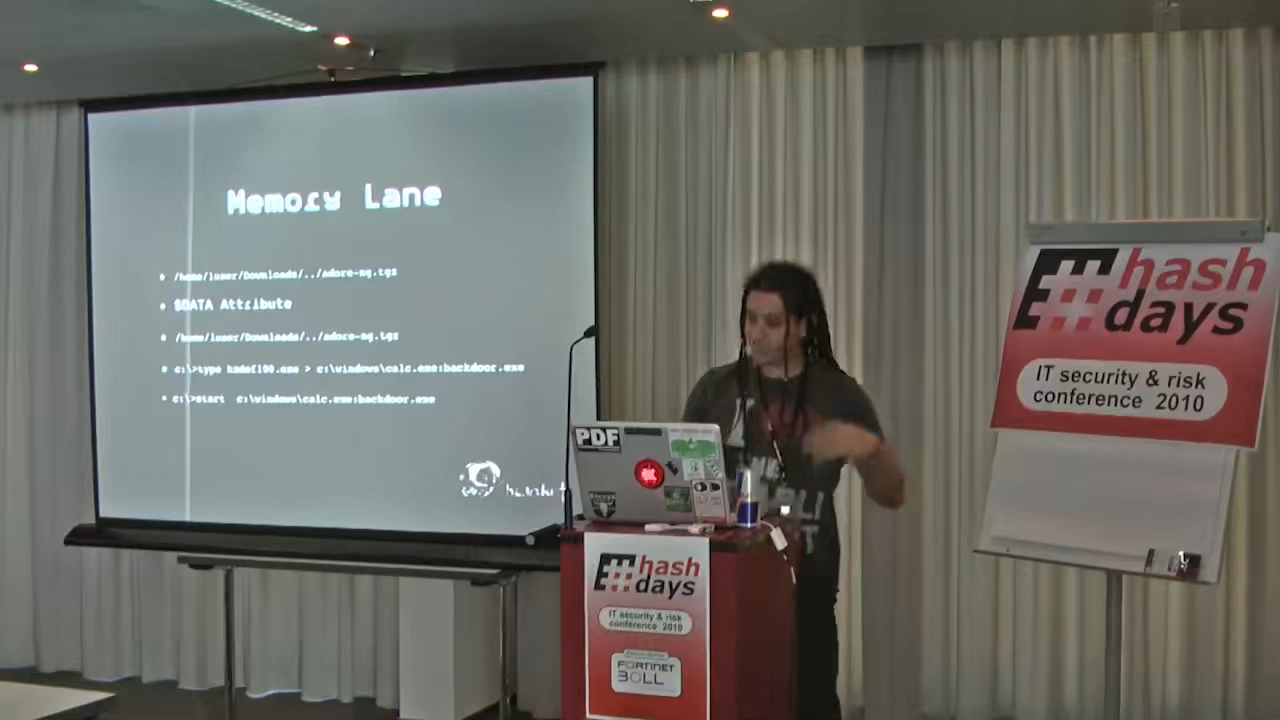 Memory Lane
/home/luser/Downloads/../adore-ng.tgz
$DATA Attribute
/home/luser/Downloads/../adore-ng.tgz
c:\>type hxdef100.exe > c:\windows\calc.exe:backdoor.exe
c:\>start c:\windows\calc.exe:backdoor.exe
PDF
hash
days
IT security & risk
conference 2010
FORTINET
BOLL
hash
days
IT security & risk
conference 2010